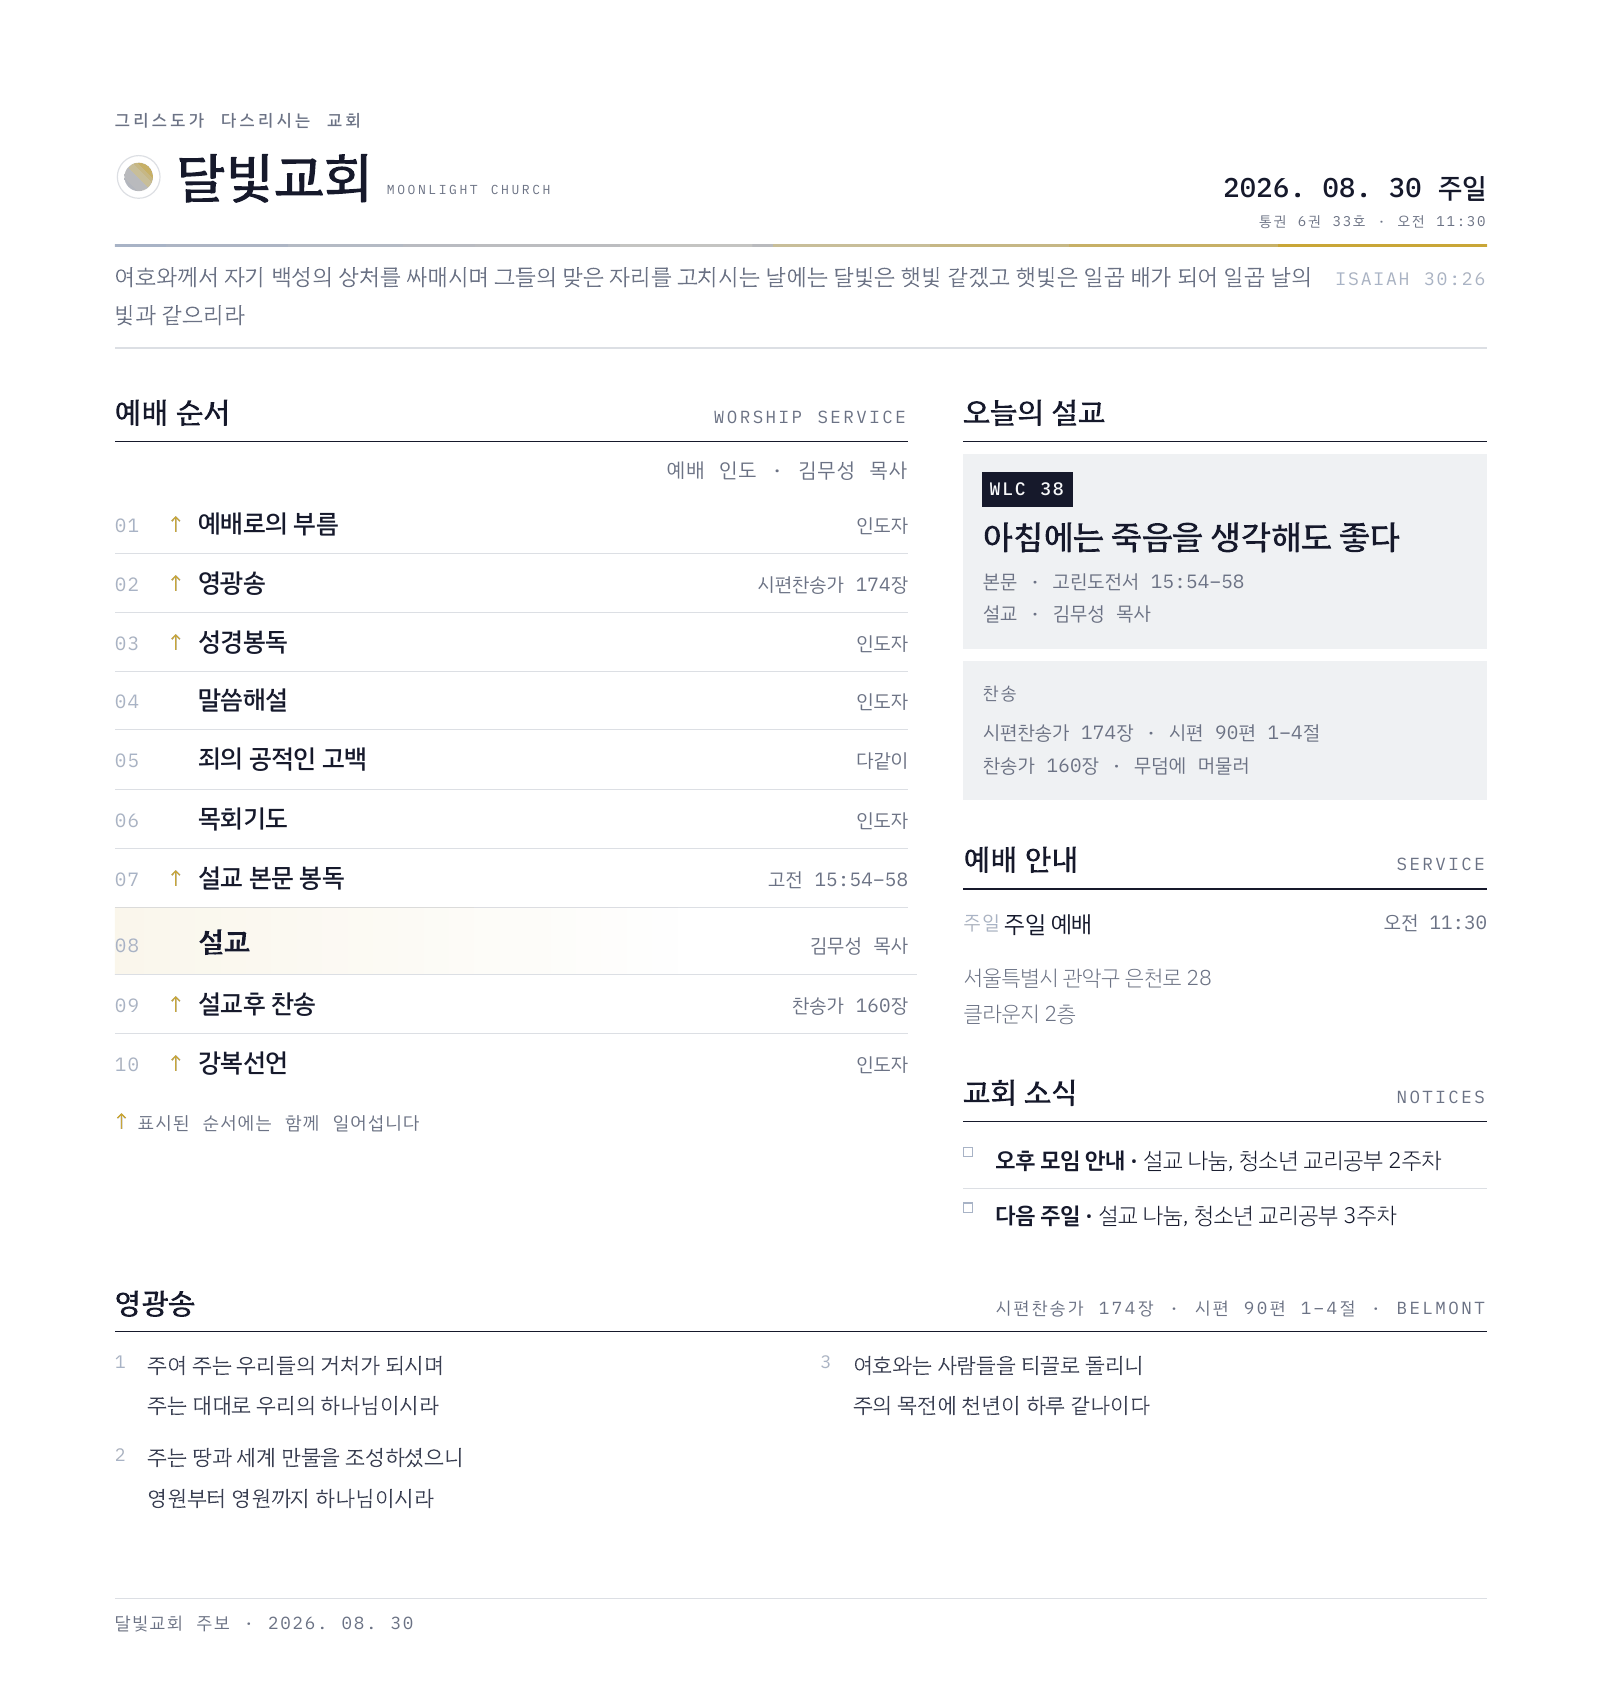 그리스도가 다스리시는 교회
달빛교회 MOONLIGHT CHURCH
2026. 08. 30 주일
통권 6권 33호 · 오전 11:30
여호와께서 자기 백성의 상처를 싸매시며 그들의 맞은 자리를 고치시는 날에는 달빛은 햇빛 같겠고 햇빛은 일곱 배가 되어 일곱 날의 ISAIAH 30:26
빛과 같으리라
예배 순서 WORSHIP SERVICE
예배 인도 · 김무성 목사
01 ↑ 예배로의 부름 인도자
02 ↑ 영광송 시편찬송가 174장
03 ↑ 성경봉독 인도자
04 말씀해설 인도자
05 죄의 공적인 고백 다같이
06 목회기도 인도자
07 ↑ 설교 본문 봉독 고전 15:54–58
08 설교 김무성 목사
09 ↑ 설교후 찬송 찬송가 160장
10 ↑ 강복선언 인도자
↑ 표시된 순서에는 함께 일어섭니다
오늘의 설교
WLC 38
아침에는 죽음을 생각해도 좋다
본문 · 고린도전서 15:54–58
설교 · 김무성 목사
찬송
시편찬송가 174장 · 시편 90편 1–4절
찬송가 160장 · 무덤에 머물러
예배 안내 SERVICE
주일 주일 예배 오전 11:30
서울특별시 관악구 은천로 28
클라운지 2층
교회 소식 NOTICES
□ 오후 모임 안내 · 설교 나눔, 청소년 교리공부 2주차
□ 다음 주일 · 설교 나눔, 청소년 교리공부 3주차
영광송 시편찬송가 174장 · 시편 90편 1–4절 · BELMONT
1 주여 주는 우리들의 거처가 되시며
주는 대대로 우리의 하나님이시라
2 주는 땅과 세계 만물을 조성하셨으니
영원부터 영원까지 하나님이시라
3 여호와는 사람들을 티끌로 돌리니
주의 목전에 천년이 하루 같나이다
달빛교회 주보 · 2026. 08. 30